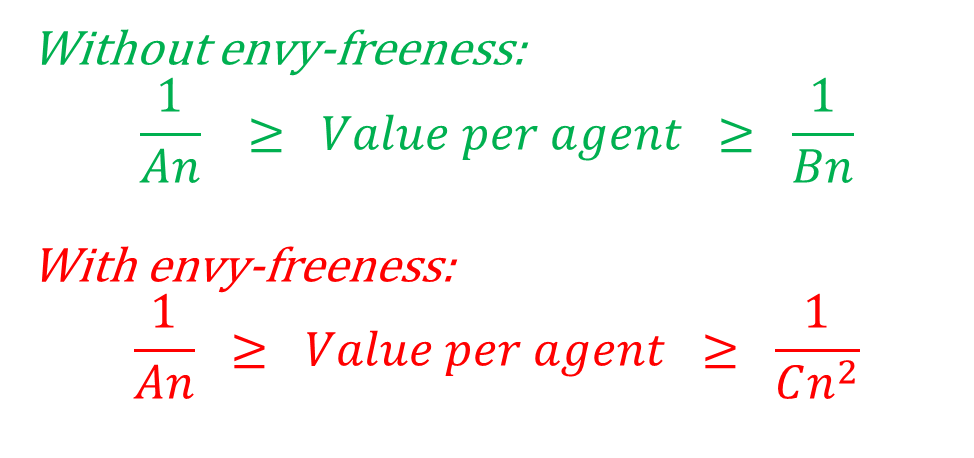 Without envy-freeness:
1/An ≥ Value per agent ≥ 1/Bn
With envy-freeness:
1/An ≥ Value per agent ≥ 1/Cn²